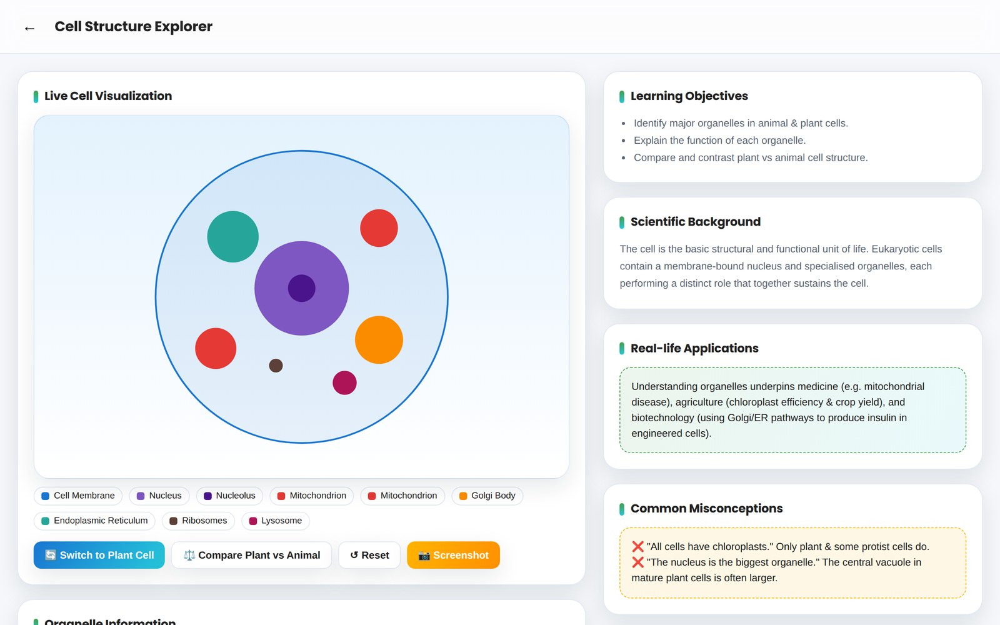 ← Cell Structure Explorer
Live Cell Visualization
Cell Membrane
Nucleus
Nucleolus
Mitochondrion
Mitochondrion
Golgi Body
Endoplasmic Reticulum
Ribosomes
Lysosome
🔄 Switch to Plant Cell
⚖️ Compare Plant vs Animal
↺ Reset
📸 Screenshot
Organelle Information
Learning Objectives
• Identify major organelles in animal & plant cells.
• Explain the function of each organelle.
• Compare and contrast plant vs animal cell structure.
Scientific Background
The cell is the basic structural and functional unit of life. Eukaryotic cells
contain a membrane-bound nucleus and specialised organelles, each
performing a distinct role that together sustains the cell.
Real-life Applications
Understanding organelles underpins medicine (e.g. mitochondrial
disease), agriculture (chloroplast efficiency & crop yield), and
biotechnology (using Golgi/ER pathways to produce insulin in
engineered cells).
Common Misconceptions
❌ "All cells have chloroplasts." Only plant & some protist cells do.
❌ "The nucleus is the biggest organelle." The central vacuole in
mature plant cells is often larger.